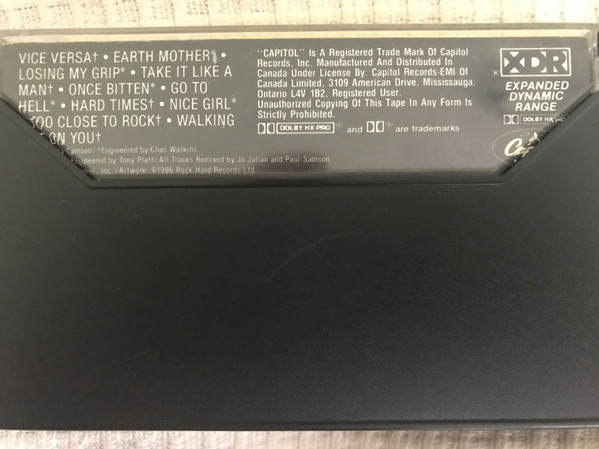 VICE VERSA† • EARTH MOTHER* •
LOSING MY GRIP* • TAKE IT LIKE A
MAN† • ONCE BITTEN* • GO TO
HELL* • HARD TIMES† • NICE GIRL*
TOO CLOSE TO ROCK† • WALKING
ON YOU†
Samson/†Engineered by Chas Watkins
Engineered by Tony Platt/All Tracks Remixed by Jo Julian and Paul Samson
Inc./Artwork ©1986 Rock Hard Records Ltd
"CAPITOL" Is A Registered Trade Mark Of Capitol
Records, Inc. Manufactured And Distributed In
Canada Under License By: Capitol Records-EMI Of
Canada Limited, 3109 American Drive, Mississauga,
Ontario L4V 1B2, Registered User.
Unauthorized Copying Of This Tape In Any Form Is
Strictly Prohibited.
DOLBY HX PRO and are trademarks
XDR
EXPANDED
DYNAMIC
RANGE
DOLBY HX